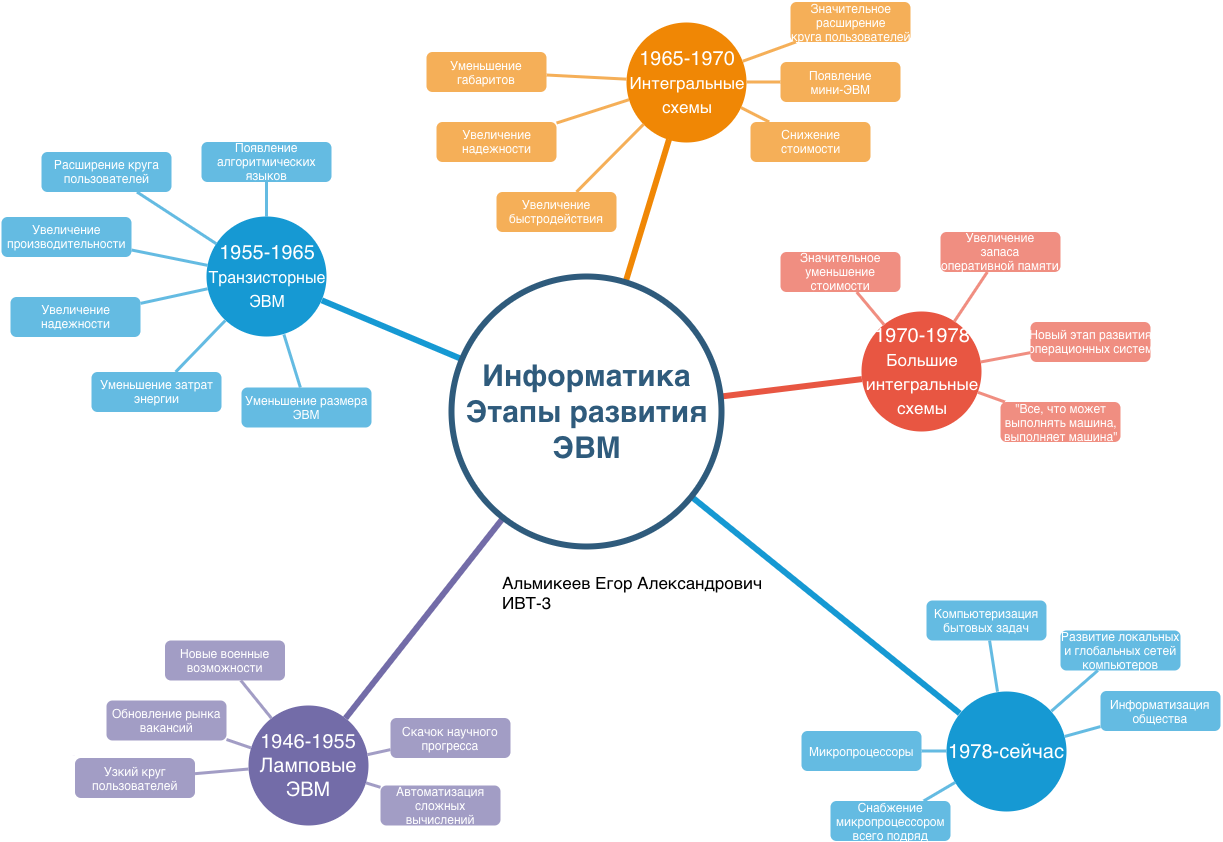 Информатика
Этапы развития
ЭВМ
Альмикеев Егор Александрович
ИВТ-3
1946-1955
Ламповые
ЭВМ
Новые военные
возможности
Обновление рынка
вакансий
Узкий круг
пользователей
Скачок научного
прогресса
Автоматизация
сложных
вычислений
1955-1965
Транзисторные
ЭВМ
Появление
алгоритмических
языков
Расширение круга
пользователей
Увеличение
производительности
Увеличение
надежности
Уменьшение затрат
энергии
Уменьшение размера
ЭВМ
1965-1970
Интегральные
схемы
Уменьшение
габаритов
Увеличение
надежности
Увеличение
быстродействия
Значительное
расширение
круга пользователей
Появление
мини-ЭВМ
Снижение
стоимости
1970-1978
Большие
интегральные
схемы
Значительное
уменьшение
стоимости
Увеличение
запаса
оперативной памяти
Новый этап развития
операционных систем
"Все, что может
выполнять машина,
выполняет машина"
1978-сейчас
Компьютеризация
бытовых задач
Развитие локальных
и глобальных сетей
компьютеров
Информатизация
общества
Микропроцессоры
Снабжение
микропроцессором
всего подряд